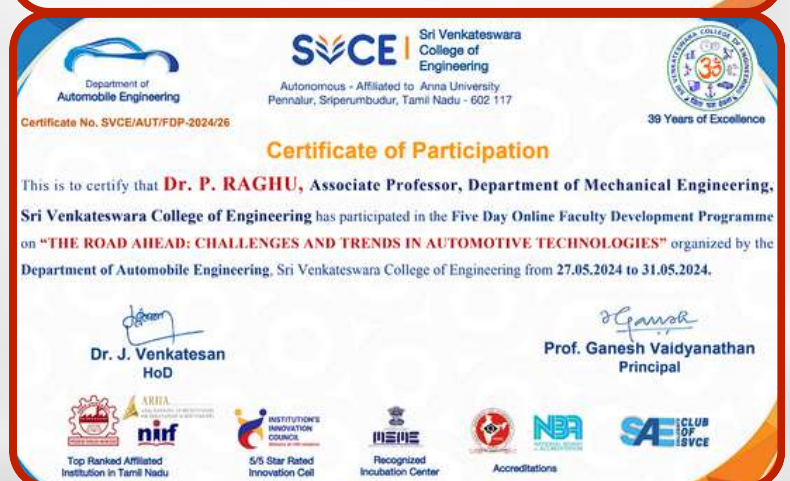 Department of
Automobile Engineering
SVCE
Sri Venkateswara
College of
Engineering
Autonomous - Affiliated to Anna University
Pennalur, Sriperumbudur, Tamil Nadu - 602 117
39 Years of Excellence
Certificate No. SVCE/AUT/FDP-2024/26
Certificate of Participation
This is to certify that Dr. P. RAGHU, Associate Professor, Department of Mechanical Engineering,
Sri Venkateswara College of Engineering has participated in the Five Day Online Faculty Development Programme
on “THE ROAD AHEAD: CHALLENGES AND TRENDS IN AUTOMOTIVE TECHNOLOGIES” organized by the
Department of Automobile Engineering, Sri Venkateswara College of Engineering from 27.05.2024 to 31.05.2024.
Dr. J. Venkatesan
HoD
Prof. Ganesh Vaidyanathan
Principal
ARIIA
nirf
Top Ranked Affiliated
Institution in Tamil Nadu
INSTITUTION'S
INNOVATION
COUNCIL
5/5 Star Rated
Innovation Cell
Recognized
Incubation Center
NBA
NATIONAL BOARD
OF ACCREDITATION
Accreditations
SAE
CLUB
OF
SVCE